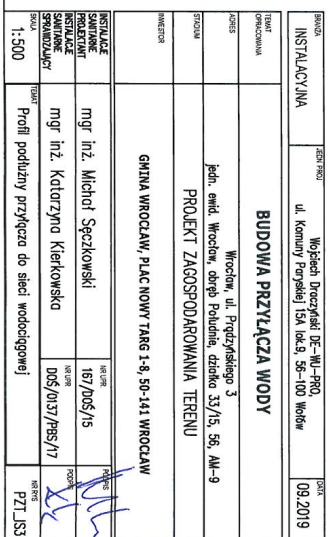 BRANŻA
INSTALACYJNA
JEDN PROJ
Wojciech Draczyński DE-WU-PRO,
ul. Komuny Paryskiej 15A lok.9, 56-100 Wołów
DATA
09.2019
TEMAT
OPRACOWANIA
BUDOWA PRZYŁĄCZA WODY
ADRES
Wrocław, ul. Prądzyńskiego 3
jedn. ewid. Wrocław, obręb Południe, działka 33/15, 56, AM-9
STADIUM
PROJEKT ZAGOSPODAROWANIA TERENU
INWESTOR
GMINA WROCŁAW, PLAC NOWY TARG 1-8, 50-141 WROCŁAW
INSTALACJE
SANITARNE
PROJEKTANT
mgr inż. Michał Sęczkowski
NR UPR
167/DOŚ/15
PODPIS
INSTALACJE
SANITARNE
SPRAWDZAJĄCY
mgr inż. Katarzyna Kierkowska
NR UPR
DOŚ/0137/PBS/17
PODPIS
SKALA
1:500
TEMAT
Profil podłużny przyłącza do sieci wodociągowej
NR RYS
PZT_IS3